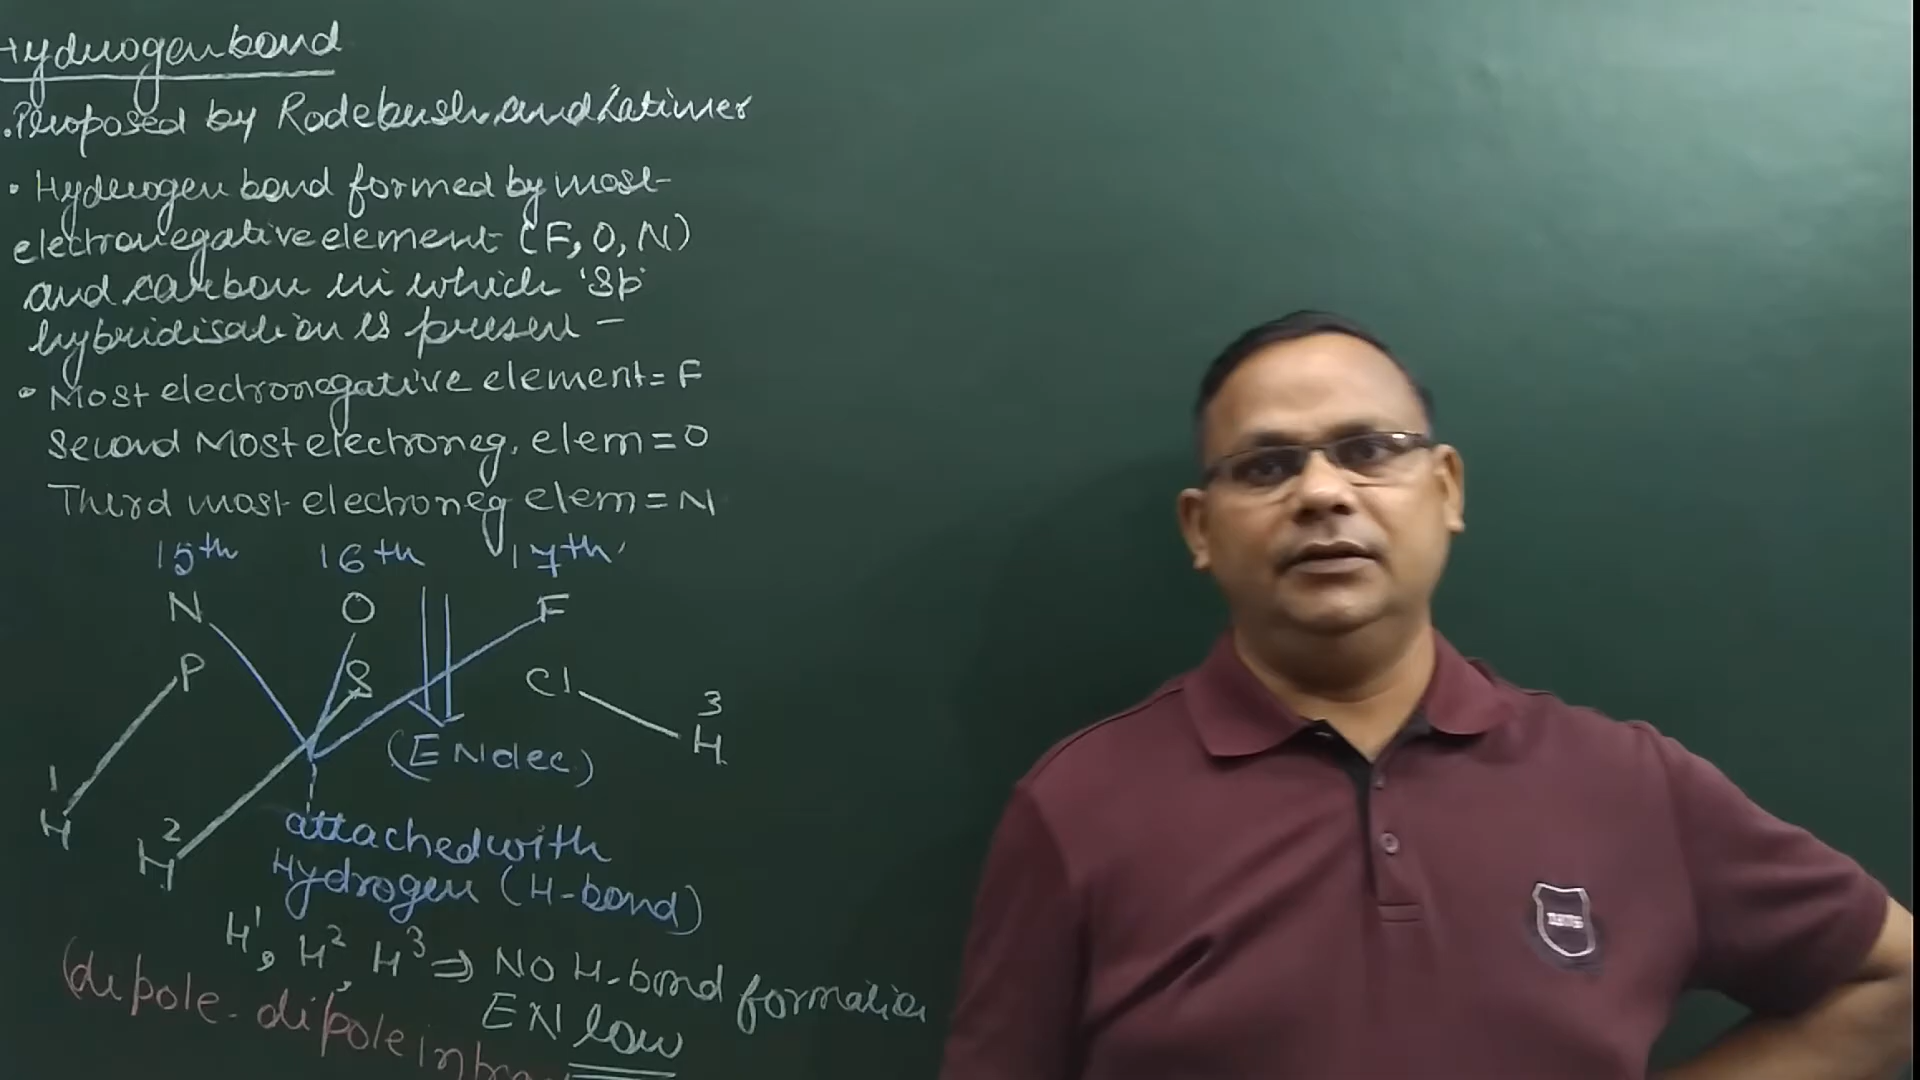 Hydrogen bond
. Proposed by Rodebush and Latimer
• Hydrogen bond formed by most
electronegative element (F, O, N)
and carbon in which 'Sp'
hybridisation is present -
• Most electronegative element = F
Second Most electroneg. elem = O
Third most electroneg elem = N
15th 16th 17th
N O F
P S Cl
3
H
(EN dec.)
1
H
2
H
attached with
Hydrogen (H-bond)
H1, H2, H3 ⇒ NO H-bond formation
EN low
(dipole-dipole